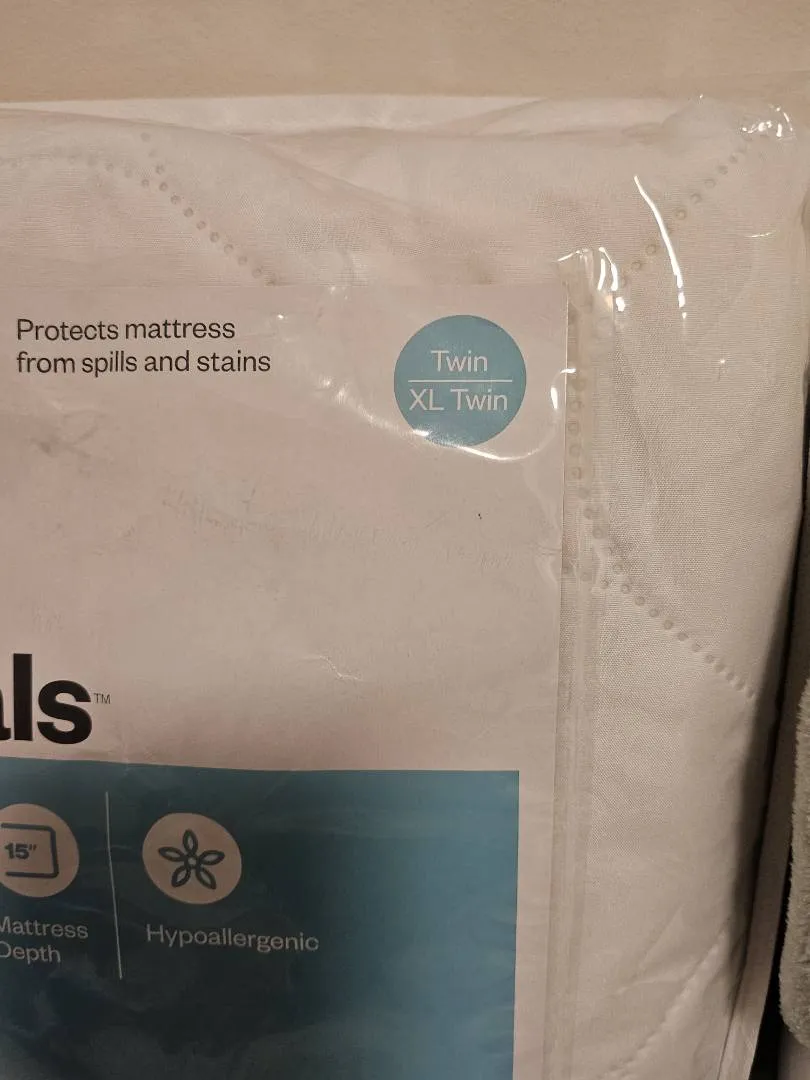 Protects mattress
from spills and stains
Twin
XL Twin
als™
15"
Mattress
Depth
Hypoallergenic